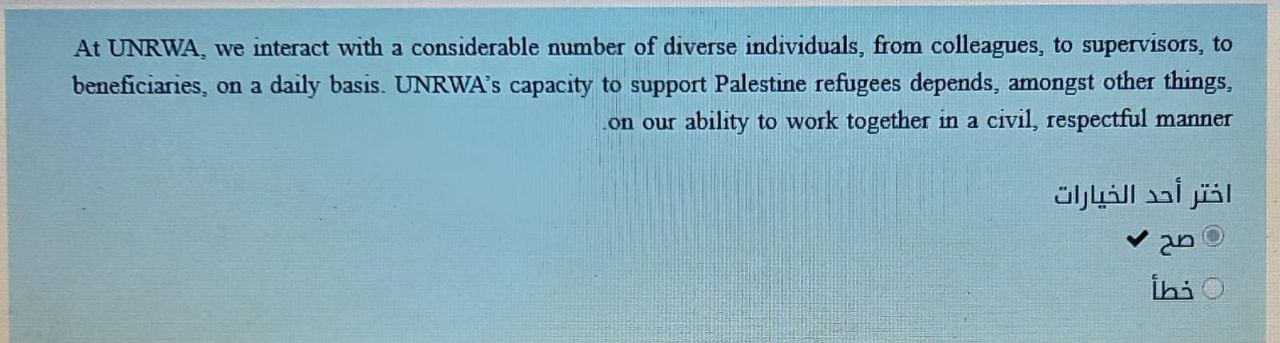 At UNRWA, we interact with a considerable number of diverse individuals, from colleagues, to supervisors, to
beneficiaries, on a daily basis. UNRWA's capacity to support Palestine refugees depends, amongst other things,
.on our ability to work together in a civil, respectful manner
اختر أحد الخيارات
صح ✔
خطأ